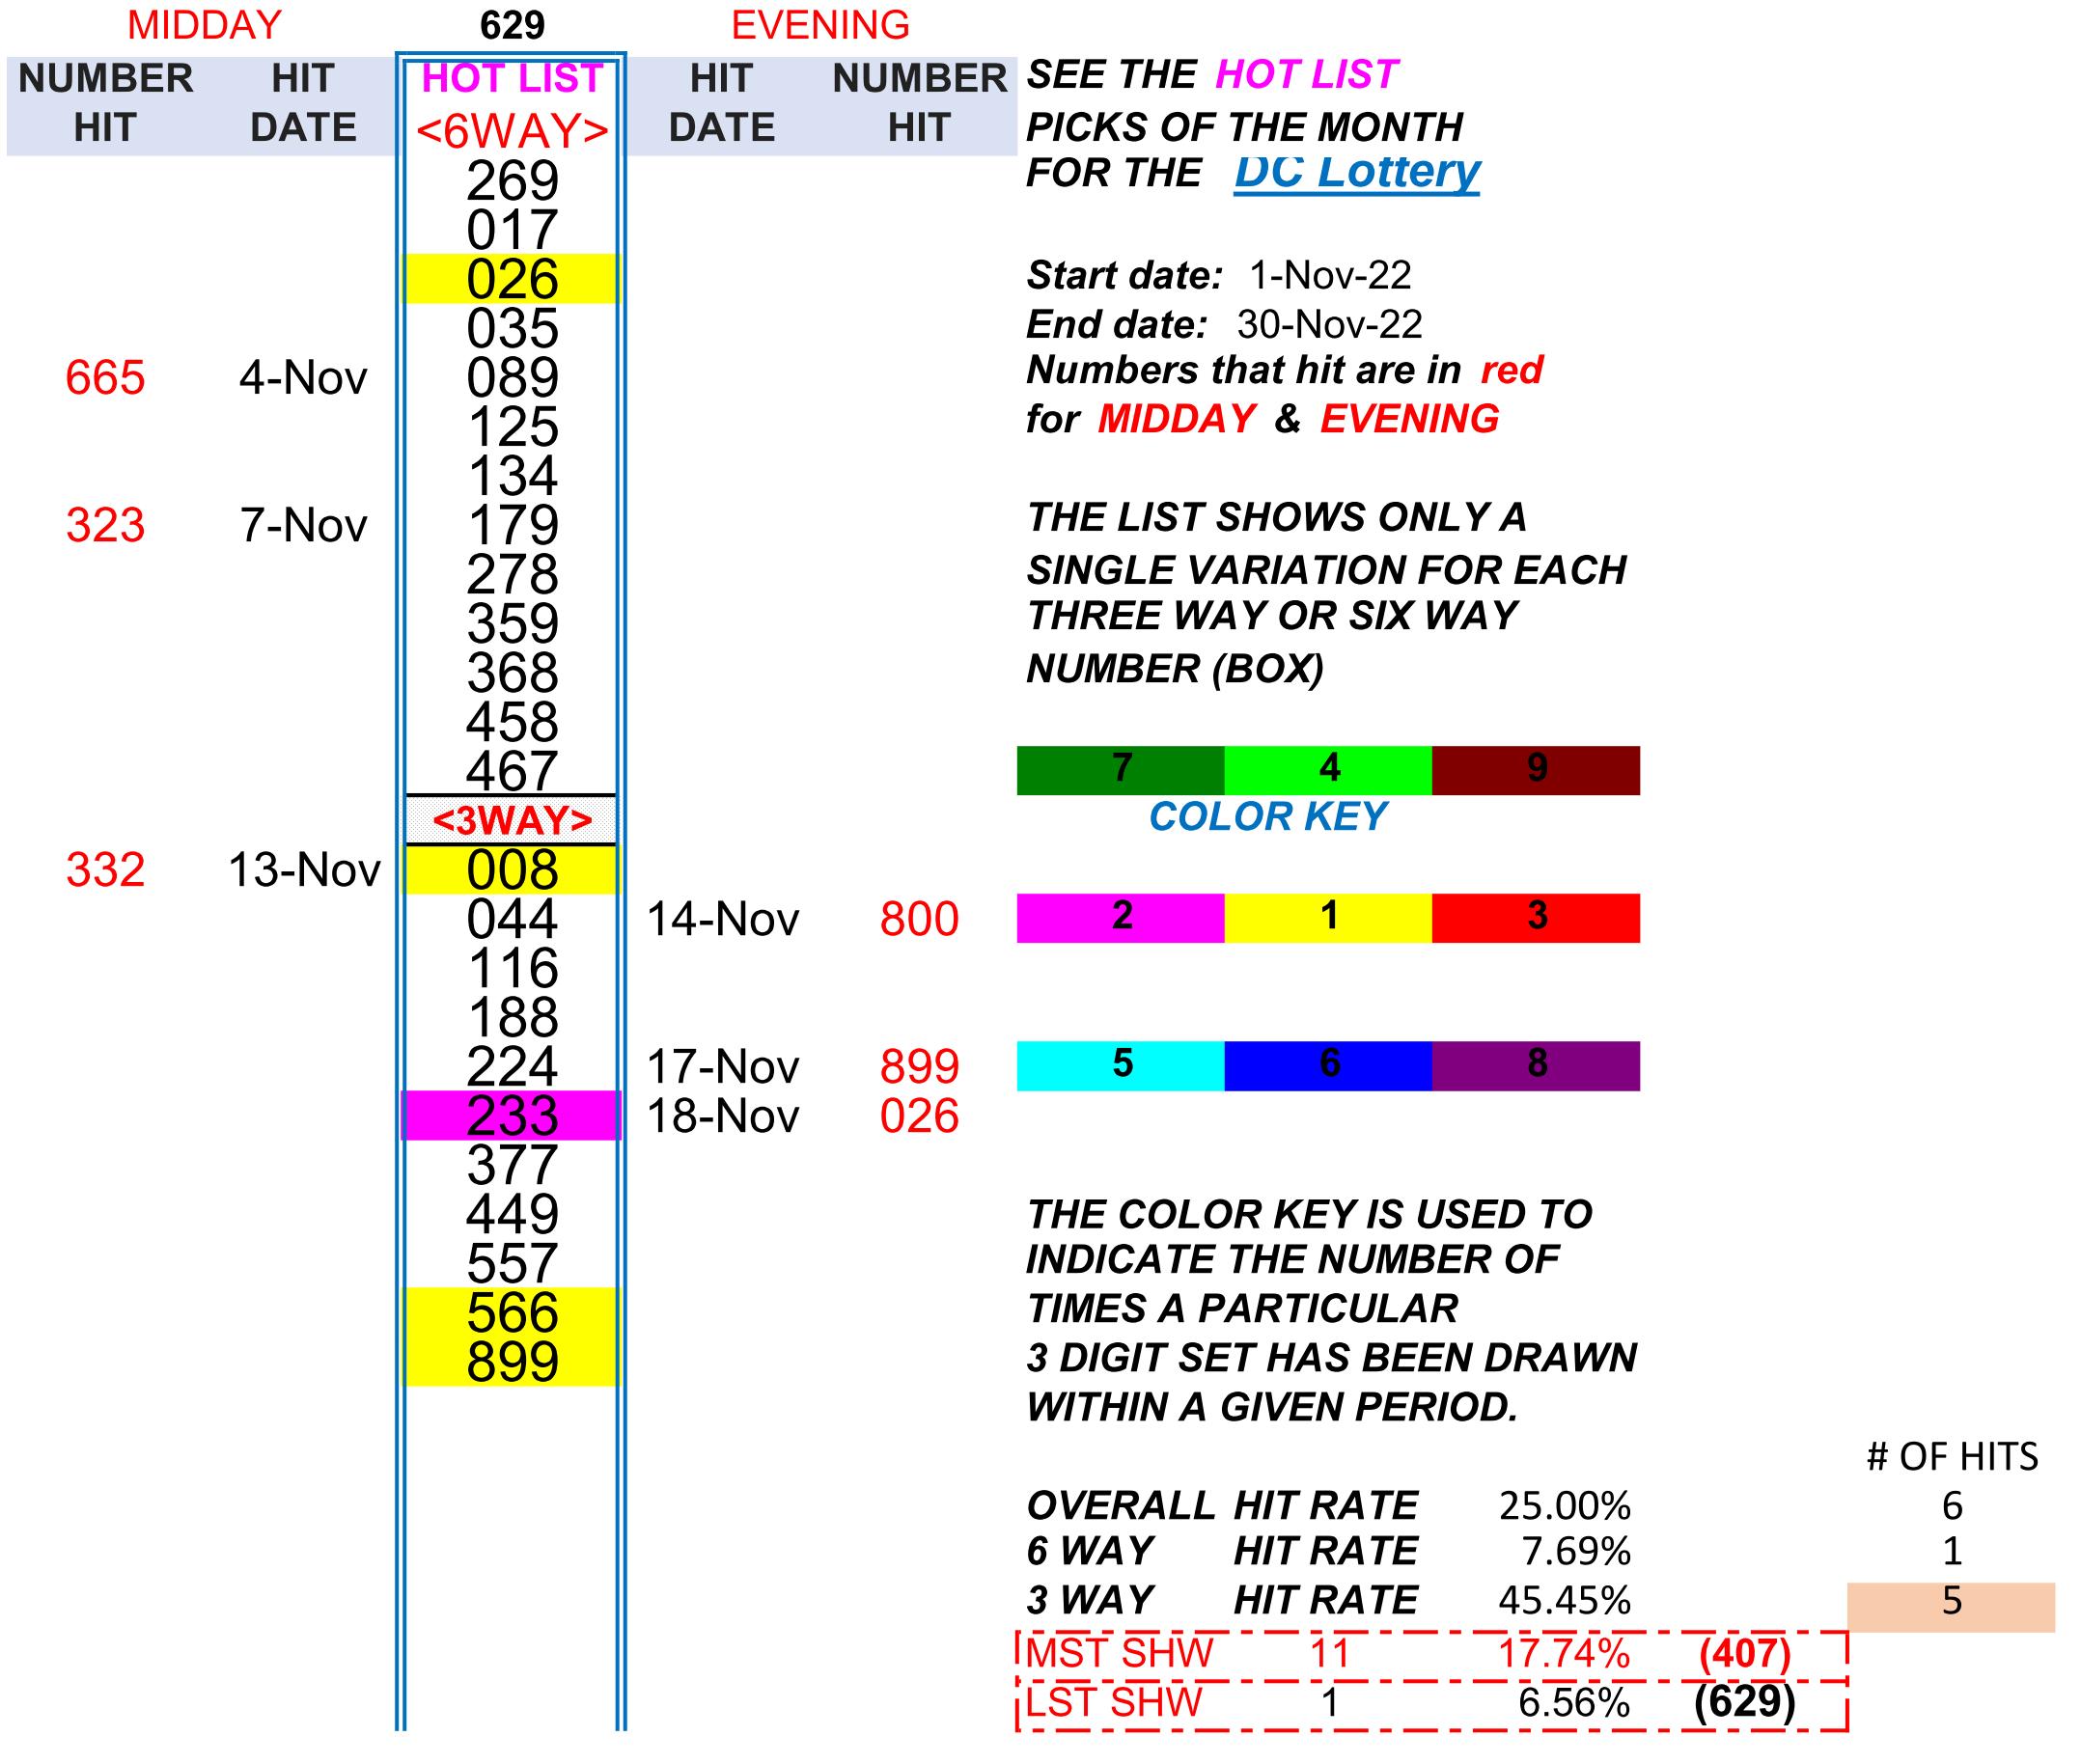 MIDDAY 629 EVENING
NUMBER HIT HOT LIST HIT NUMBER SEE THE HOT LIST
HIT DATE <6WAY> DATE HIT PICKS OF THE MONTH
269 FOR THE DC Lottery
017
026 Start date: 1-Nov-22
035 End date: 30-Nov-22
665 4-Nov 089 Numbers that hit are in red
125 for MIDDAY & EVENING
134
323 7-Nov 179 THE LIST SHOWS ONLY A
278 SINGLE VARIATION FOR EACH
359 THREE WAY OR SIX WAY
368 NUMBER (BOX)
458
467 7 4 9
<3WAY> COLOR KEY
332 13-Nov 008
044 14-Nov 800 2 1 3
116
188
224 17-Nov 899 5 6 8
233 18-Nov 026
377
449 THE COLOR KEY IS USED TO
557 INDICATE THE NUMBER OF
566 TIMES A PARTICULAR
899 3 DIGIT SET HAS BEEN DRAWN
WITHIN A GIVEN PERIOD.
# OF HITS
OVERALL HIT RATE 25.00% 6
6 WAY HIT RATE 7.69% 1
3 WAY HIT RATE 45.45% 5
MST SHW 11 17.74% (407)
LST SHW 1 6.56% (629)